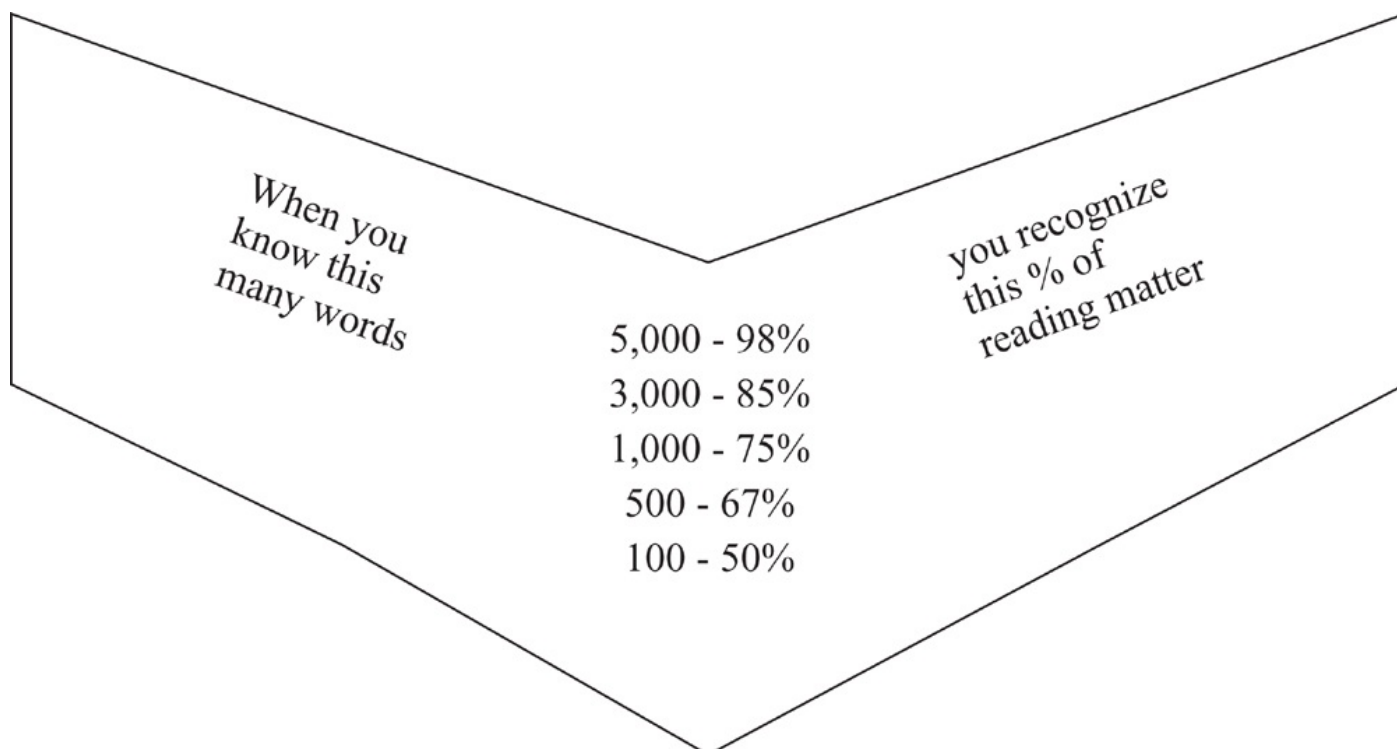 When you
know this
many words
you recognize
this % of
reading matter
5,000 - 98%
3,000 - 85%
1,000 - 75%
500 - 67%
100 - 50%